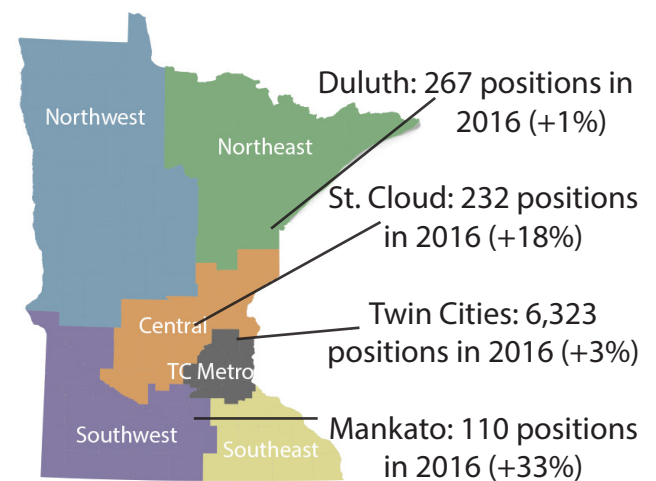 Duluth: 267 positions in
2016 (+1%)
Northwest
Northeast
St. Cloud: 232 positions
in 2016 (+18%)
Twin Cities: 6,323
positions in 2016 (+3%)
Central
TC Metro
Mankato: 110 positions
in 2016 (+33%)
Southwest
Southeast